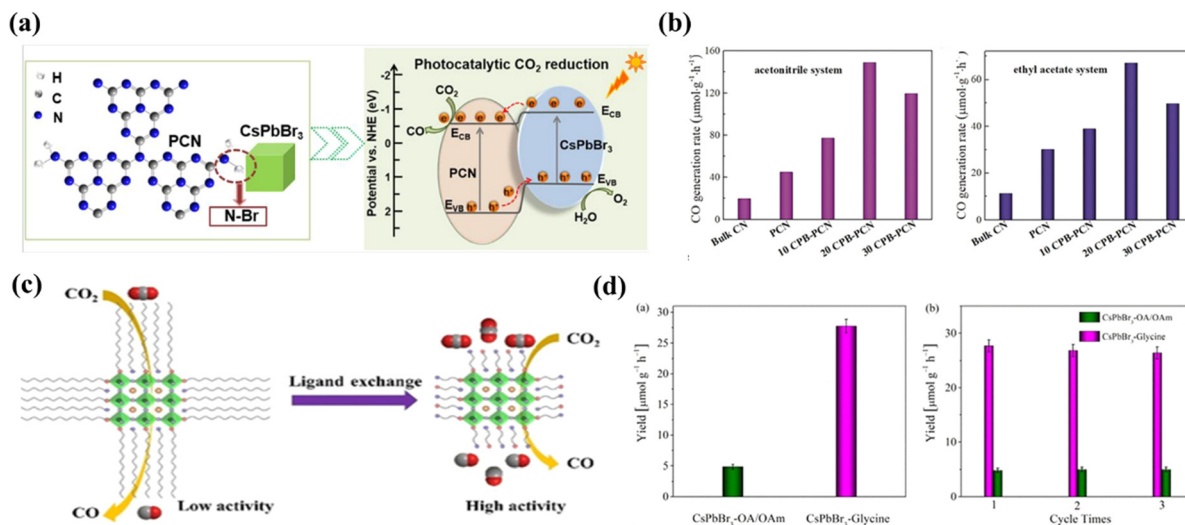 (a)
H
C
N
PCN
CsPbBr₃
N-Br
Photocatalytic CO₂ reduction
Potential vs. NHE (eV)
-2
-1
0
1
2
CO₂
CO
e e e e
e e e
E_CB
E_CB
PCN
CsPbBr₃
h⁺ h⁺ h⁺
E_VB
E_VB
h⁺
h⁺ h⁺
O₂
H₂O
(b)
CO generation rate (μmol·g⁻¹·h⁻¹)
160
120
80
40
0
acetonitrile system
Bulk CN
PCN
10 CPB-PCN
20 CPB-PCN
30 CPB-PCN
CO generation rate (μmol·g⁻¹·h⁻¹)
60
40
20
0
ethyl acetate system
Bulk CN
PCN
10 CPB-PCN
20 CPB-PCN
30 CPB-PCN
(c)
CO₂
CO
Low activity
Ligand exchange
CO₂
CO
High activity
(d)
(a)
Yield [μmol g⁻¹ h⁻¹]
30
25
20
15
10
5
0
CsPbBr₃-OA/OAm
CsPbBr₃-Glycine
(b)
CsPbBr₃-OA/OAm
CsPbBr₃-Glycine
Yield [μmol g⁻¹ h⁻¹]
30
20
10
0
1
2
3
Cycle Times